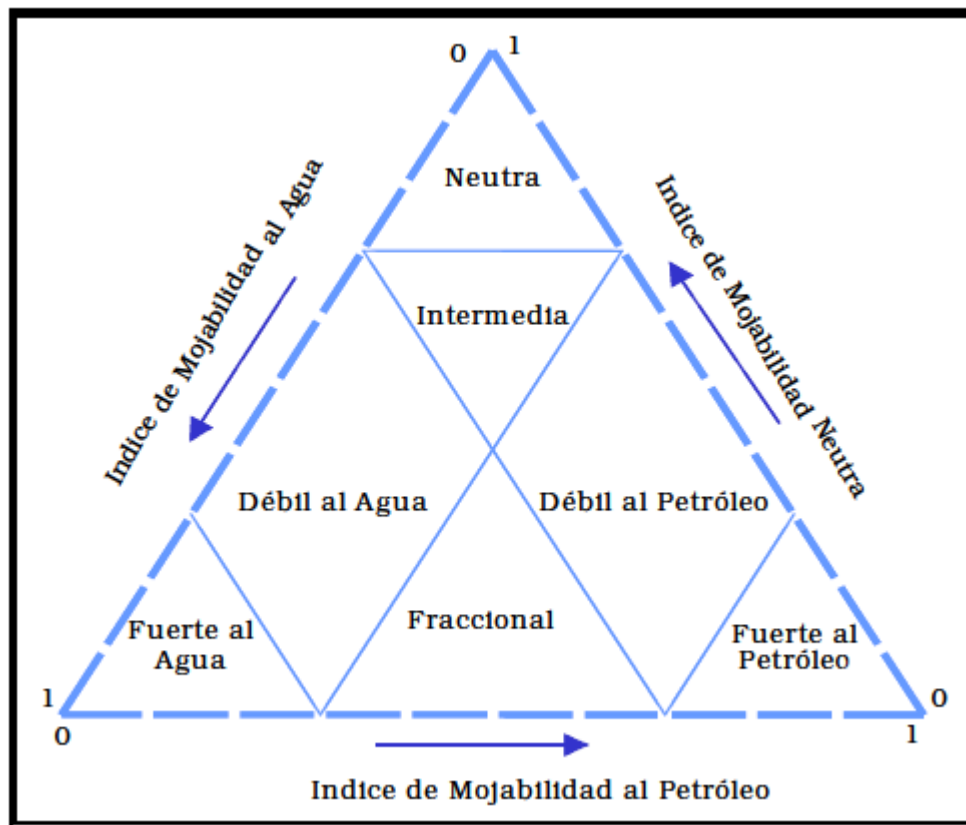 0 1
Neutra
Indice de Mojabilidad al Agua
Indice de Mojabilidad Neutra
Intermedia
Débil al Agua
Débil al Petróleo
Fraccional
Fuerte al
Agua
Fuerte al
Petróleo
1
0
0
1
Indice de Mojabilidad al Petróleo